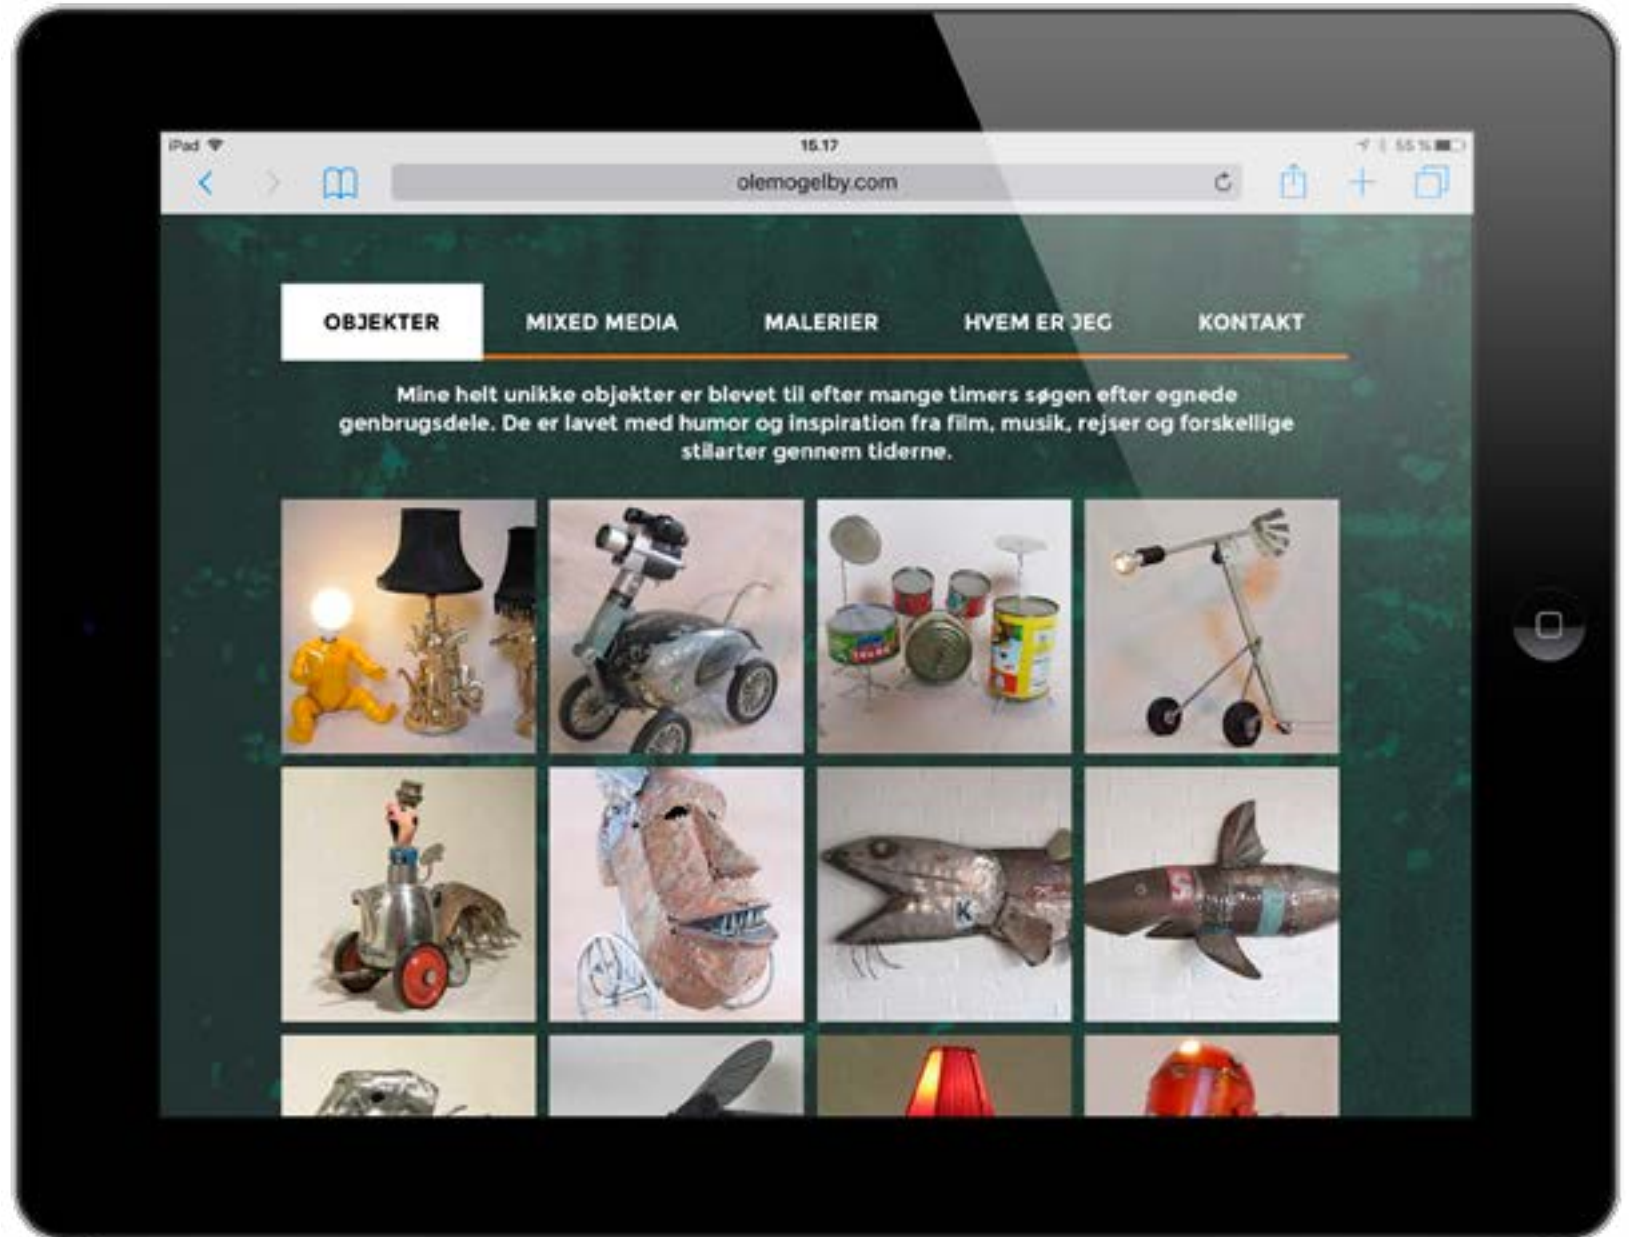 iPad
15.17
55 %
olemogelby.com
OBJEKTER
MIXED MEDIA
MALERIER
HVEM ER JEG
KONTAKT
Mine helt unikke objekter er blevet til efter mange timers søgen efter egnede
genbrugsdele. De er lavet med humor og inspiration fra film, musik, rejser og forskellige
stilarter gennem tiderne.
K
S